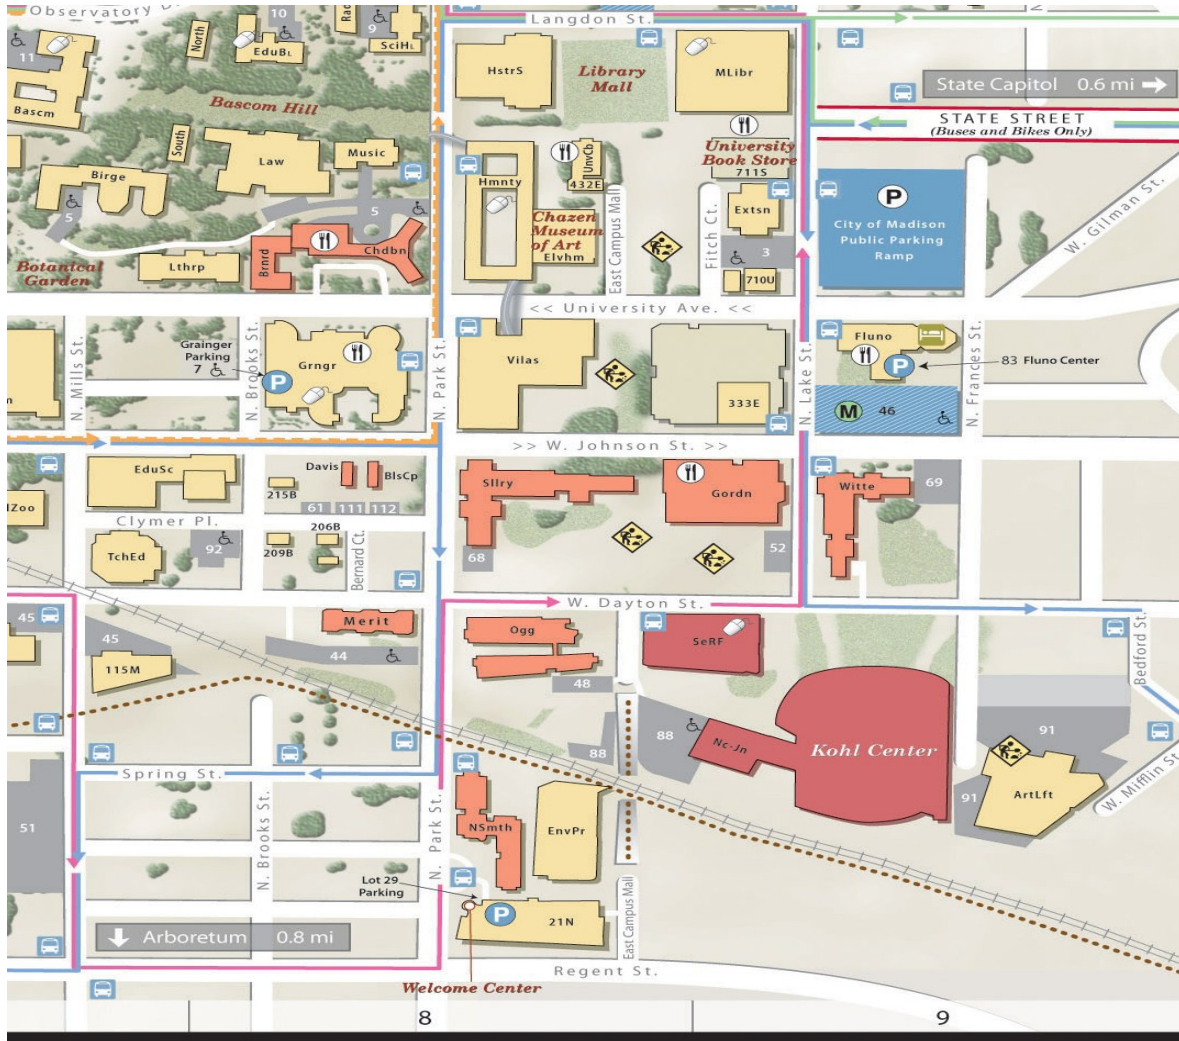 Observatory D
Langdon St.
10
9
11
North
EduBL
SciHL
Bascm
Bascom Hill
HstrS
Library
Mall
MLibr
State Capitol 0.6 mi
STATE STREET
(Buses and Bikes Only)
South
Law
Music
Birge
5
5
Hmnty
UnvCb
432E
University
Book Store
711S
Chazen
Museum
of Art
Elvhm
East Campus Mall
Fitch Ct.
Extsn
3
710U
P
City of Madison
Public Parking
Ramp
W. Gilman St.
Botanical
Garden
Lthrp
Brnrd
Chdbn
<< University Ave. <<
N. Mills St.
N. Brooks St.
Grainger
Parking
7
P
Grngr
N. Park St.
Vilas
333E
N. Lake St.
Fluno
P
83 Fluno Center
M
46
N. Frances St.
>> W. Johnson St. >>
EduSc
Davis
BlsCp
215B
61
111
112
Sllry
Gordn
Witte
69
lZoo
Clymer Pl.
TchEd
92
206B
209B
Bernard Ct.
68
52
W. Dayton St.
45
45
115M
Merit
44
Ogg
48
SeRF
Bedford St.
88
88
Nc-Jn
Kohl Center
91
91
ArtLft
W. Mifflin St.
Spring St.
51
N. Brooks St.
N. Park St.
NSmth
EnvPr
Lot 29
Parking
P
21N
East Campus Mall
Arboretum 0.8 mi
Regent St.
Welcome Center
8
9